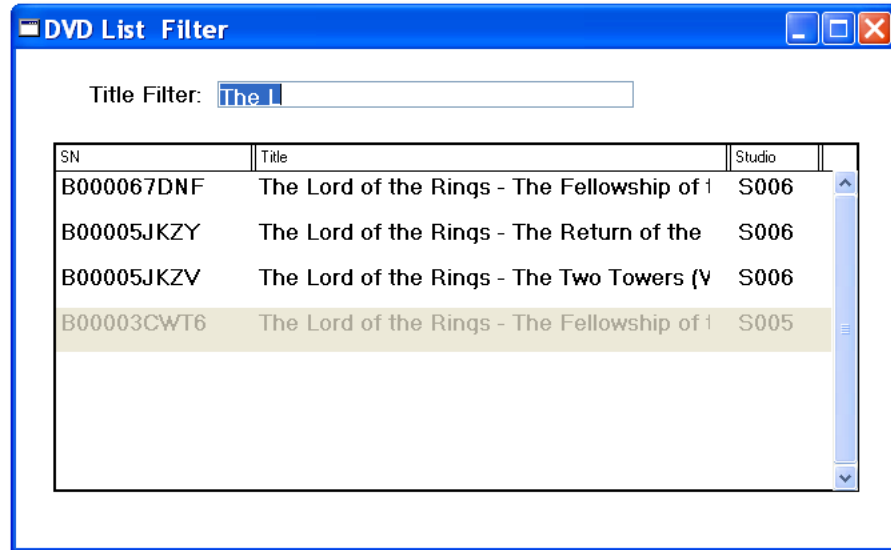 DVD List Filter
Title Filter: The L
SN Title Studio
B000067DNF The Lord of the Rings - The Fellowship of t S006
B00005JKZY The Lord of the Rings - The Return of the S006
B00005JKZV The Lord of the Rings - The Two Towers (V S006
B00003CWT6 The Lord of the Rings - The Fellowship of t S005